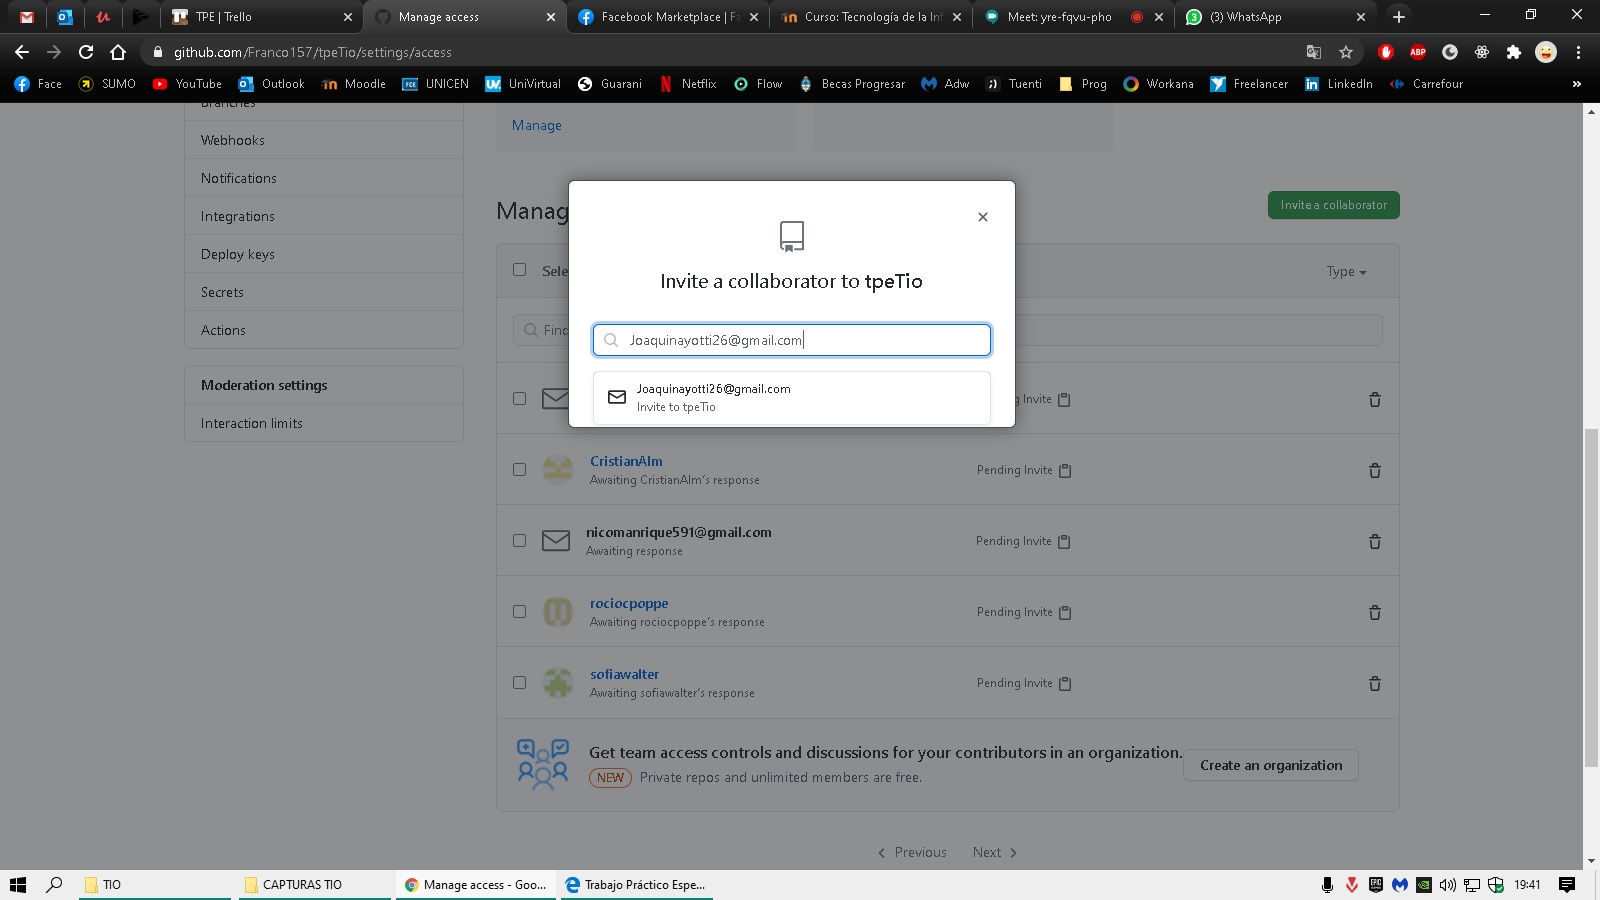 TPE | Trello
Manage access
Facebook Marketplace | Fa
Curso: Tecnología de la Inf
Meet: yre-fqvu-pho
(3) WhatsApp
github.com/Franco157/tpeTio/settings/access
Face
SUMO
YouTube
Outlook
Moodle
UNICEN
UniVirtual
Guarani
Netflix
Flow
Becas Progresar
Adw
Tuenti
Prog
Workana
Freelancer
LinkedIn
Carrefour
»
Branches
Webhooks
Notifications
Integrations
Deploy keys
Secrets
Actions
Moderation settings
Interaction limits
Manage
Manag
Invite a collaborator
Sele
Type
Find
Invite a collaborator to tpeTio
Joaquinayotti26@gmail.com
Joaquinayotti26@gmail.com
Invite to tpeTio
g Invite
CristianAlm
Awaiting CristianAlm's response
Pending Invite
nicomanrique591@gmail.com
Awaiting response
Pending Invite
rociocpoppe
Awaiting rociocpoppe's response
Pending Invite
sofiawalter
Awaiting sofiawalter's response
Pending Invite
Get team access controls and discussions for your contributors in an organization.
NEW Private repos and unlimited members are free.
Create an organization
Previous
Next
TIO
CAPTURAS TIO
Manage access - Goo...
Trabajo Práctico Espe...
19:41